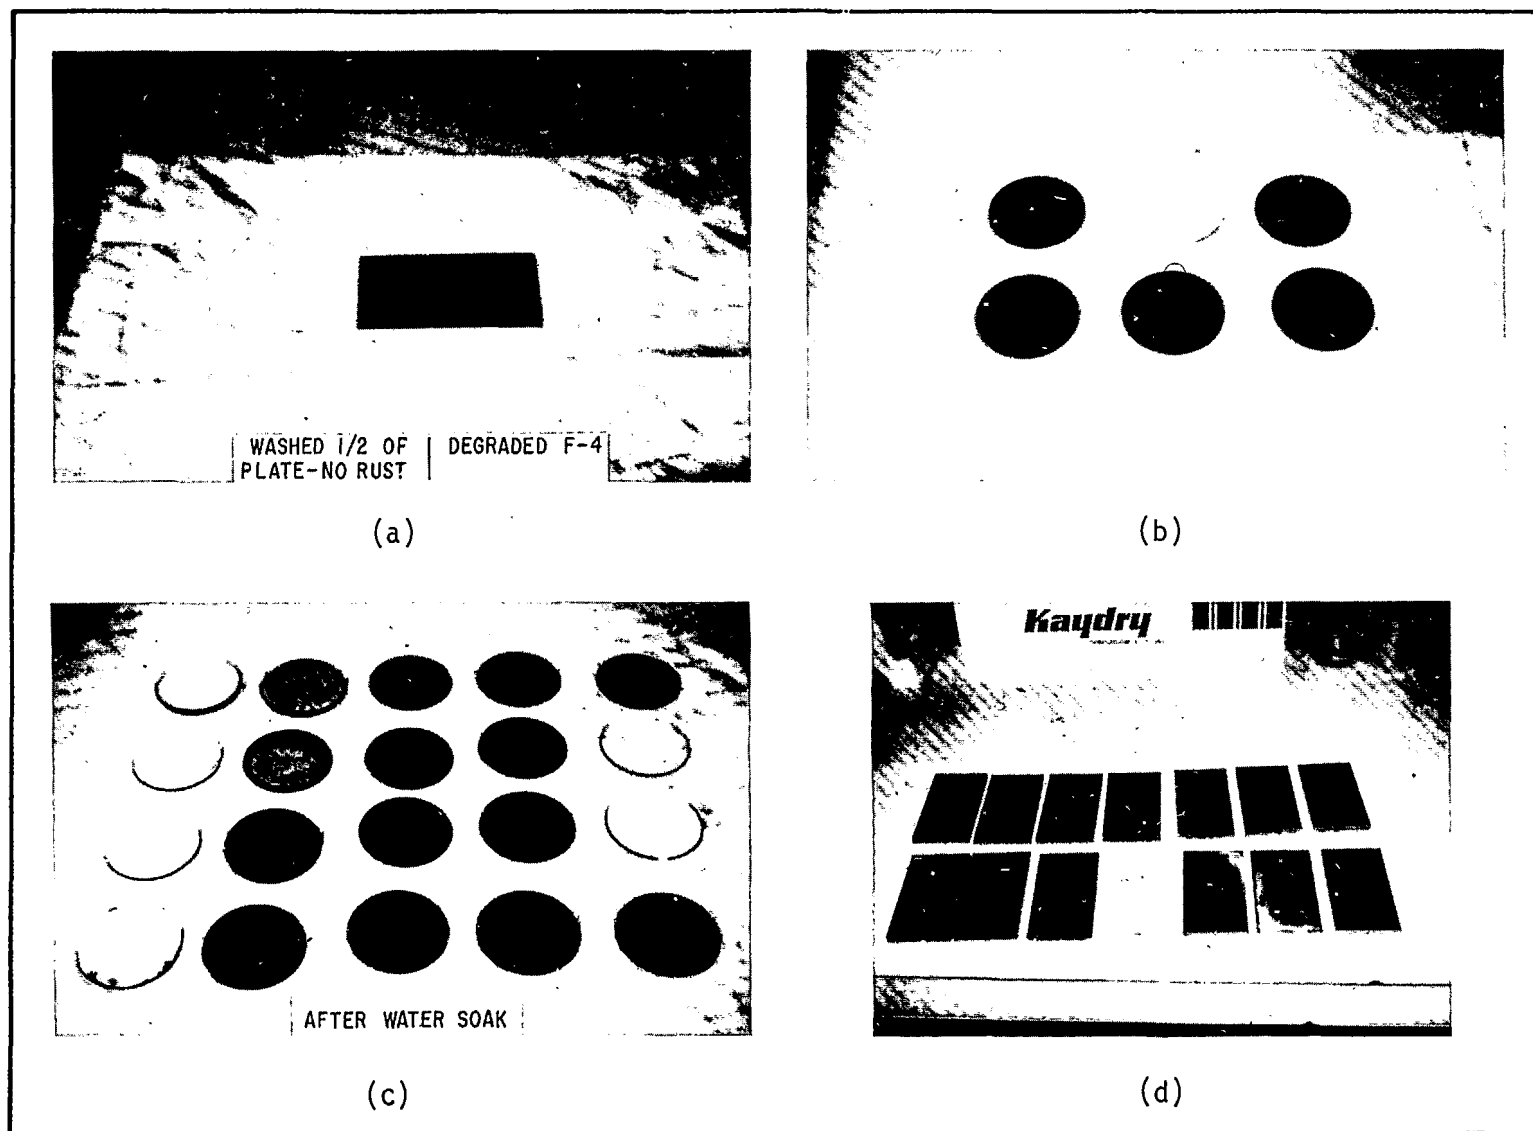 WASHED 1/2 OF
PLATE-NO RUST
DEGRADED F-4
(a)
(b)
AFTER WATER SOAK
(c)
Kaydry
(d)